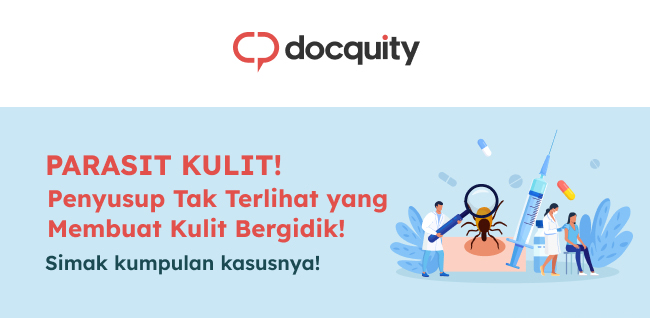 docquity
PARASIT KULIT!
Penyusup Tak Terlihat yang
Membuat Kulit Bergidik!
Simak kumpulan kasusnya!